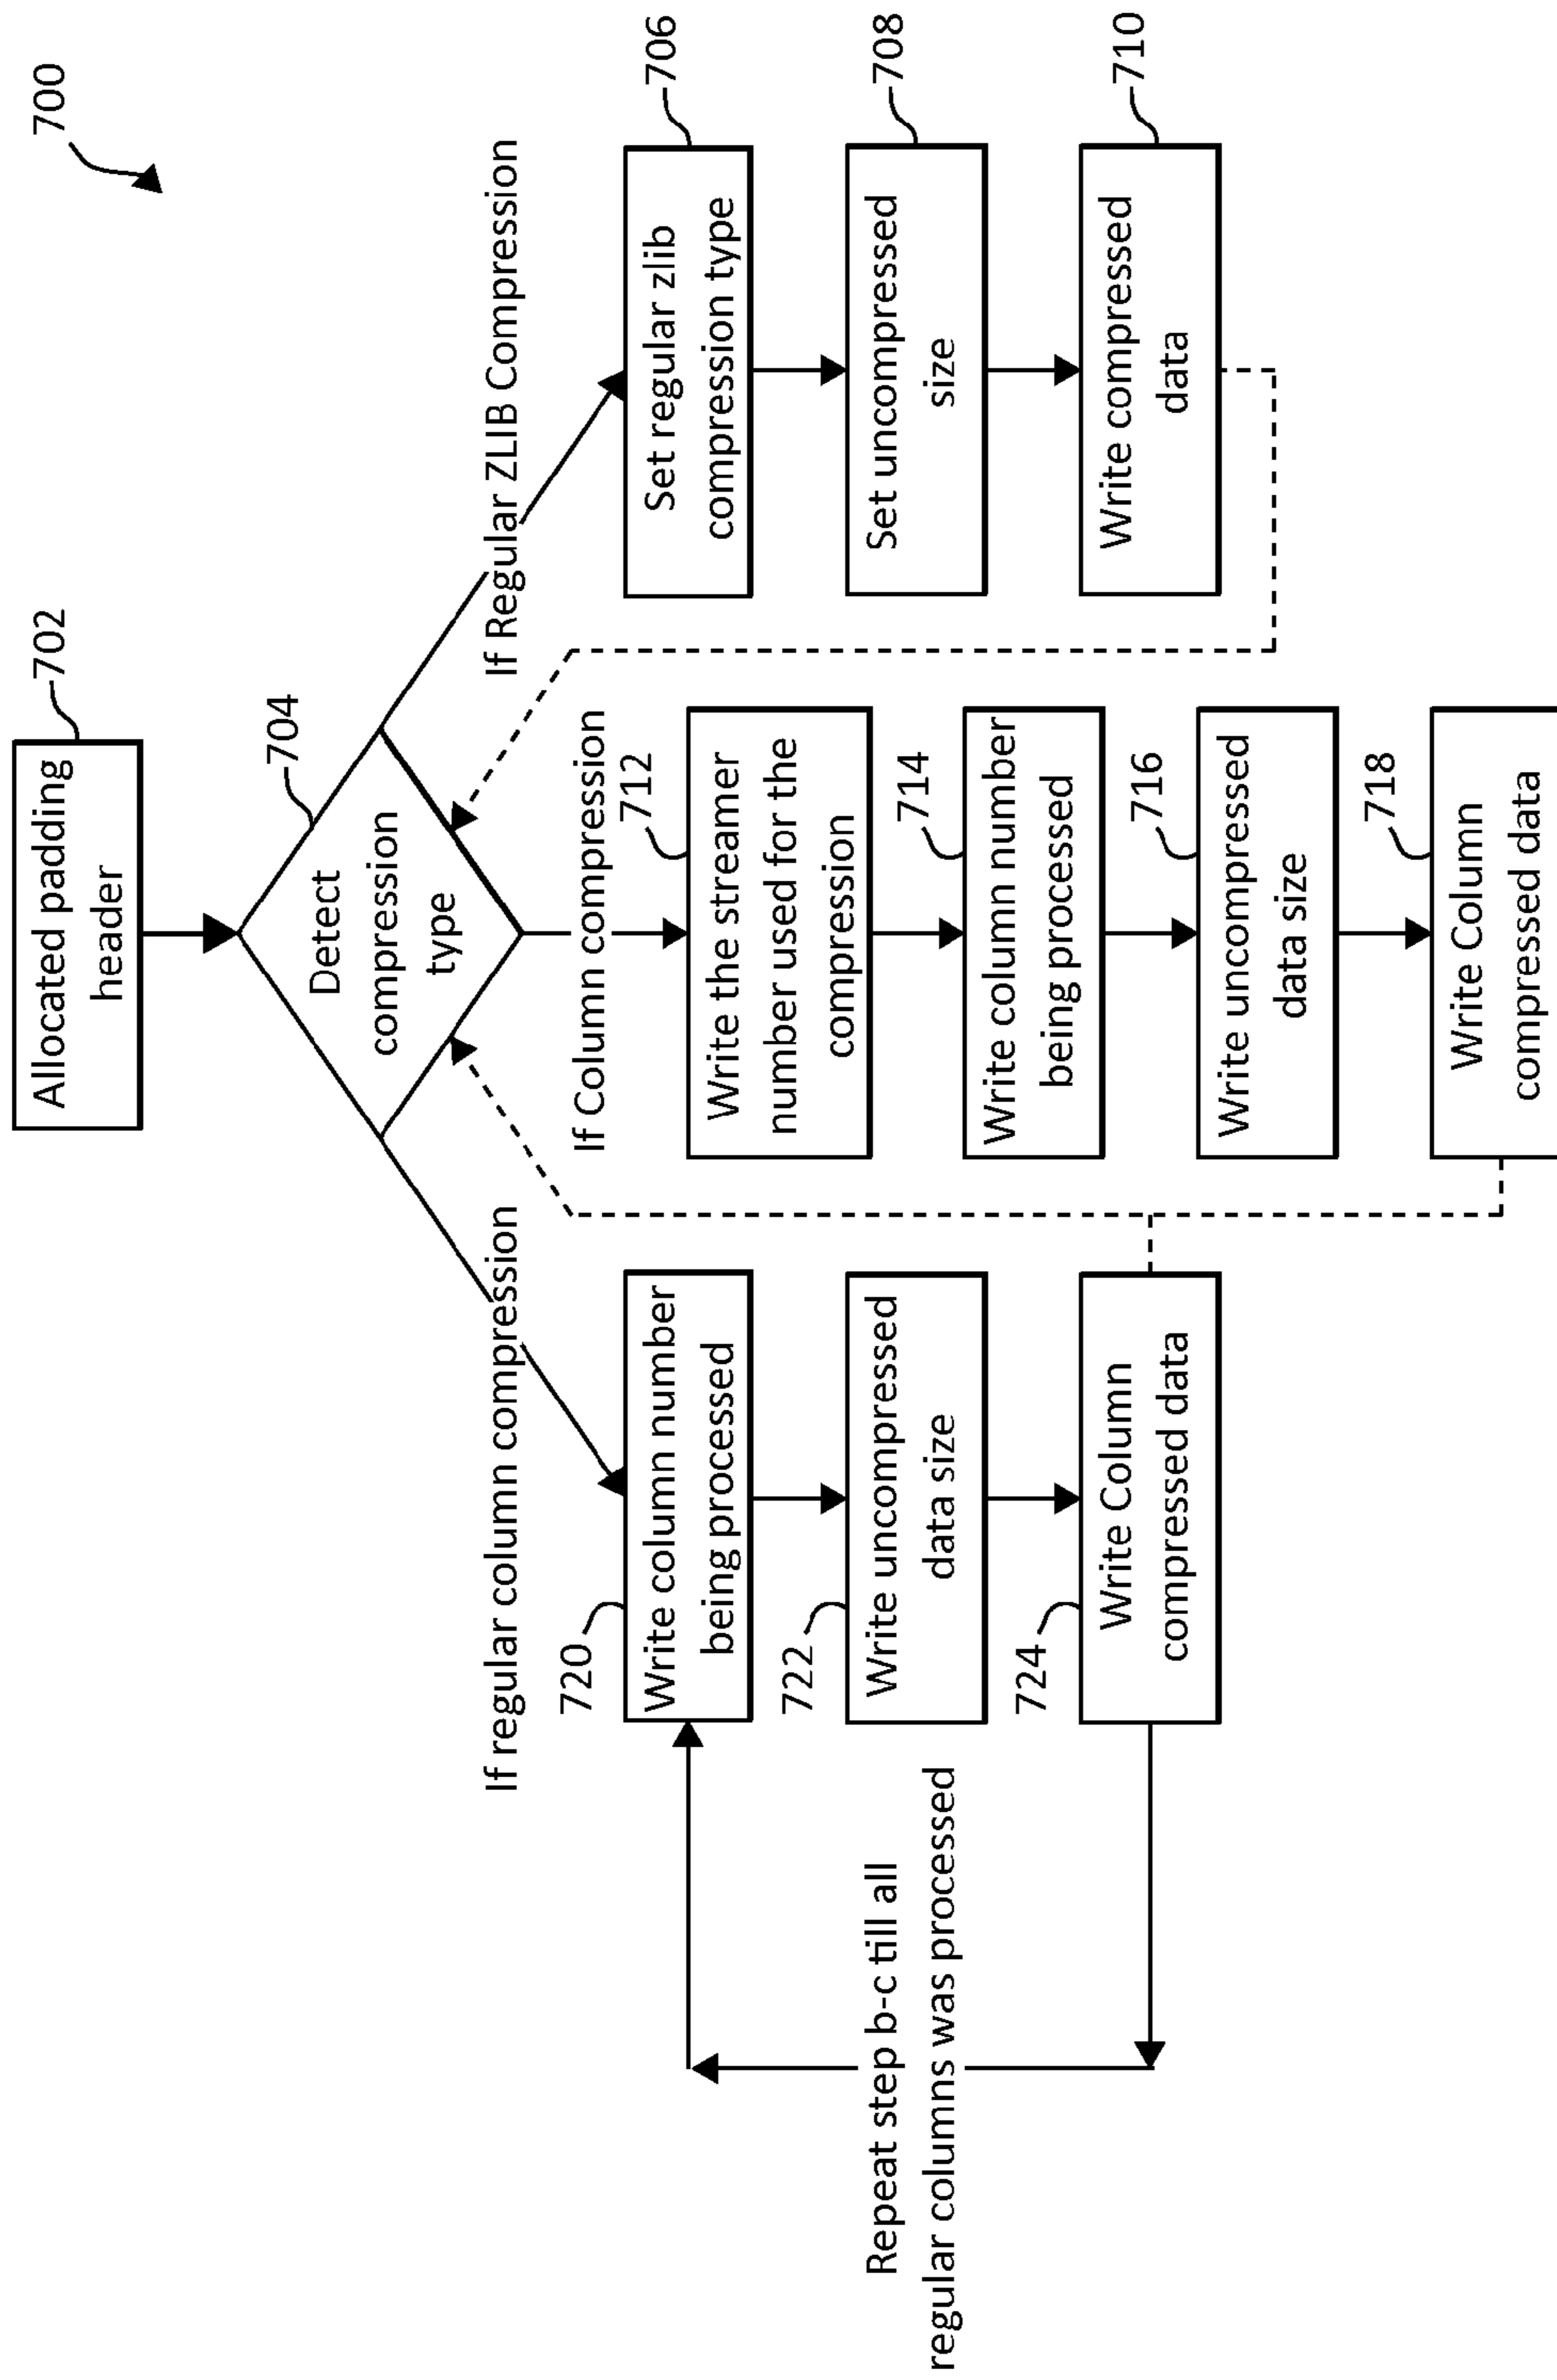 700
Allocated padding
header
702
Detect
compression
type
704
If regular column compression
If Column compression
If Regular ZLIB Compression
Set regular zlib
compression type
706
Set uncompressed
size
708
Write compressed
data
710
Write the streamer
number used for the
compression
712
Write column number
being processed
714
Write uncompressed
data size
716
Write Column
compressed data
718
Write column number
being processed
720
Write uncompressed
data size
722
Write Column
compressed data
724
Repeat step b-c till all
regular columns was processed